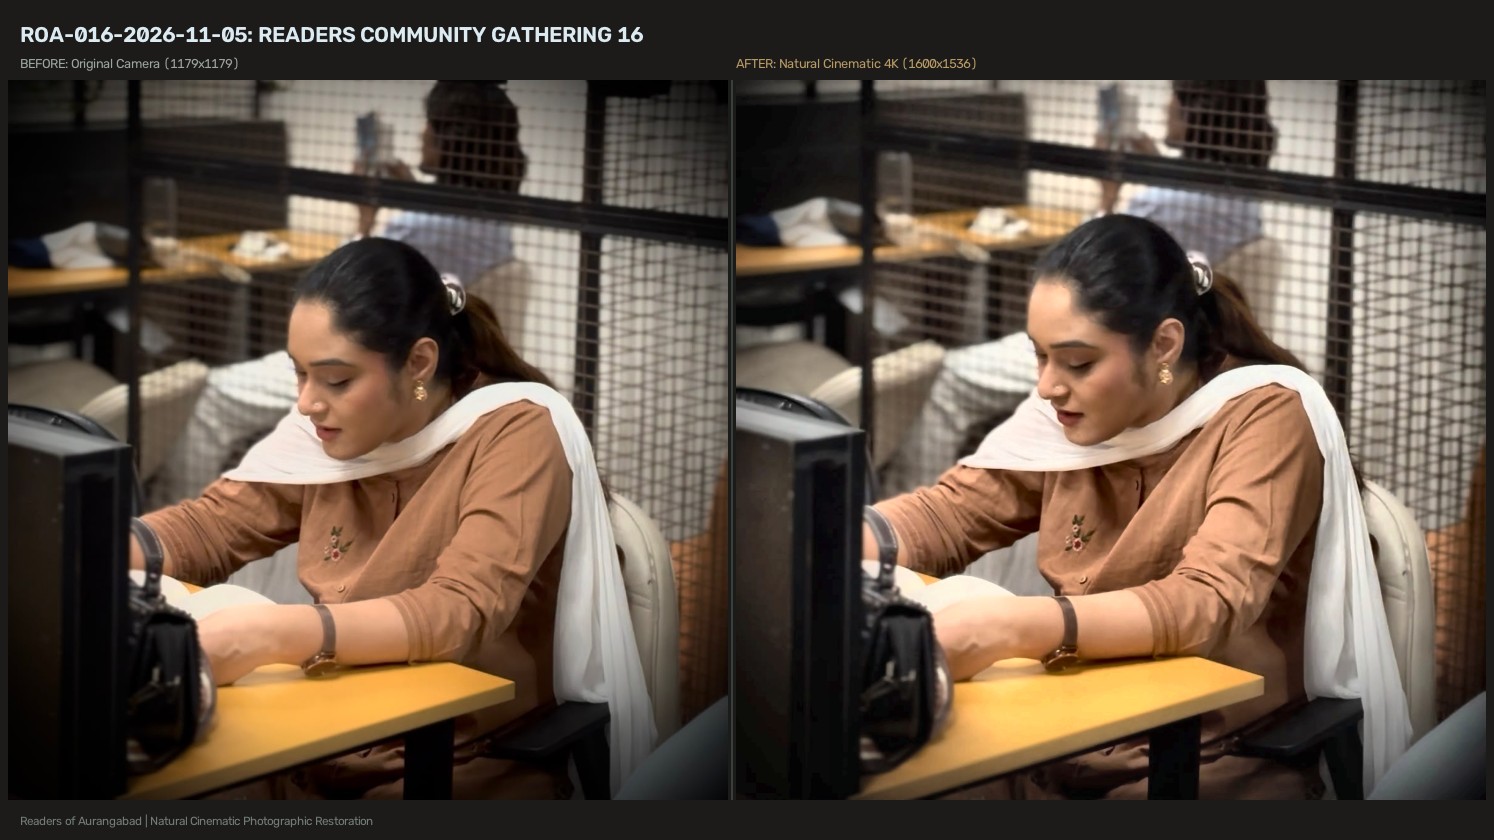 ROA-016-2026-11-05: READERS COMMUNITY GATHERING 16
BEFORE: Original Camera (1179x1179)
AFTER: Natural Cinematic 4K (1600x1536)
Readers of Aurangabad | Natural Cinematic Photographic Restoration